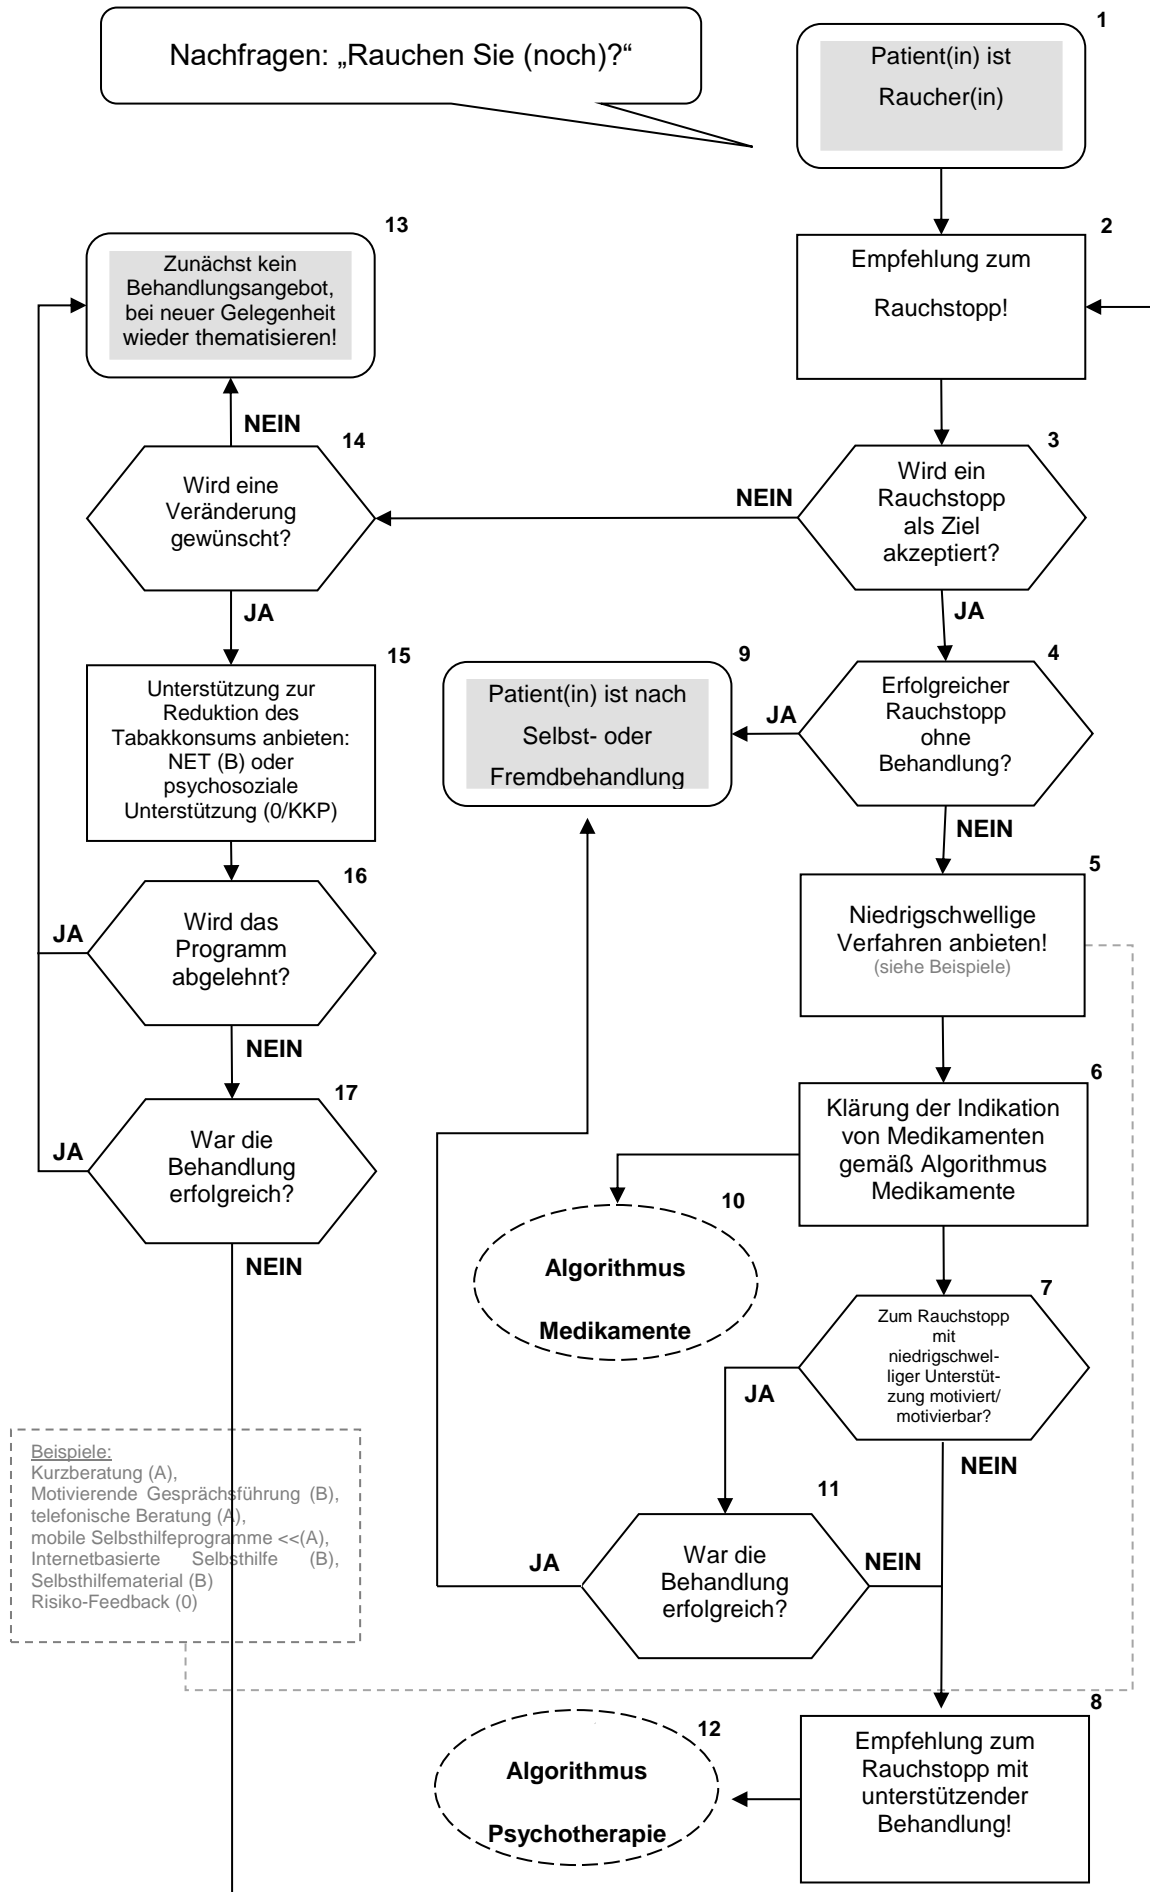 Nachfragen: „Rauchen Sie (noch)?“
1
Patient(in) ist
Raucher(in)
2
Empfehlung zum
Rauchstopp!
13
Zunächst kein
Behandlungsangebot,
bei neuer Gelegenheit
wieder thematisieren!
NEIN
14
Wird eine
Veränderung
gewünscht?
NEIN
3
Wird ein
Rauchstopp
als Ziel
akzeptiert?
JA
JA
15
Unterstützung zur
Reduktion des
Tabakkonsums anbieten:
NET (B) oder
psychosoziale
Unterstützung (0/KKP)
9
Patient(in) ist nach
Selbst- oder
Fremdbehandlung
JA
4
Erfolgreicher
Rauchstopp
ohne
Behandlung?
NEIN
16
Wird das
Programm
abgelehnt?
JA
NEIN
5
Niedrigschwellige
Verfahren anbieten!
(siehe Beispiele)
17
War die
Behandlung
erfolgreich?
JA
NEIN
6
Klärung der Indikation
von Medikamenten
gemäß Algorithmus
Medikamente
10
Algorithmus
Medikamente
7
Zum Rauchstopp
mit
niedrigschwel-
liger Unterstüt-
zung motiviert/
motivierbar?
JA
NEIN
Beispiele:
Kurzberatung (A),
Motivierende Gesprächsführung (B),
telefonische Beratung (A),
mobile Selbsthilfeprogramme <<(A),
Internetbasierte Selbsthilfe (B),
Selbsthilfematerial (B)
Risiko-Feedback (0)
11
War die
Behandlung
erfolgreich?
JA
NEIN
8
Empfehlung zum
Rauchstopp mit
unterstützender
Behandlung!
12
Algorithmus
Psychotherapie